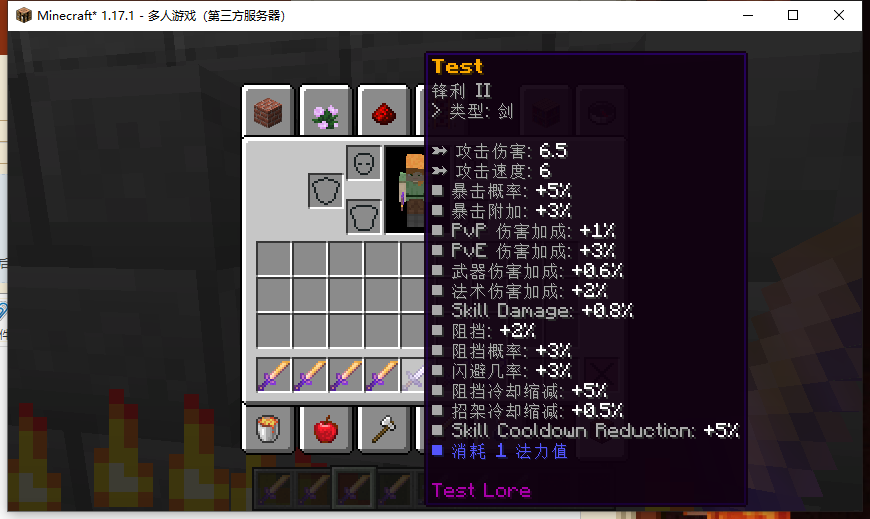 Minecraft* 1.17.1 - 多人游戏（第三方服务器）
Test
锋利 II
> 类型: 剑
攻击伤害: 6.5
攻击速度: 6
暴击概率: +5%
暴击附加: +3%
PvP 伤害加成: +1%
PvE 伤害加成: +3%
武器伤害加成: +0.6%
法术伤害加成: +2%
Skill Damage: +0.8%
阻挡: +2%
阻挡概率: +3%
闪避几率: +3%
阻挡冷却缩减: +5%
招架冷却缩减: +0.5%
Skill Cooldown Reduction: +5%
消耗 1 法力值
Test Lore